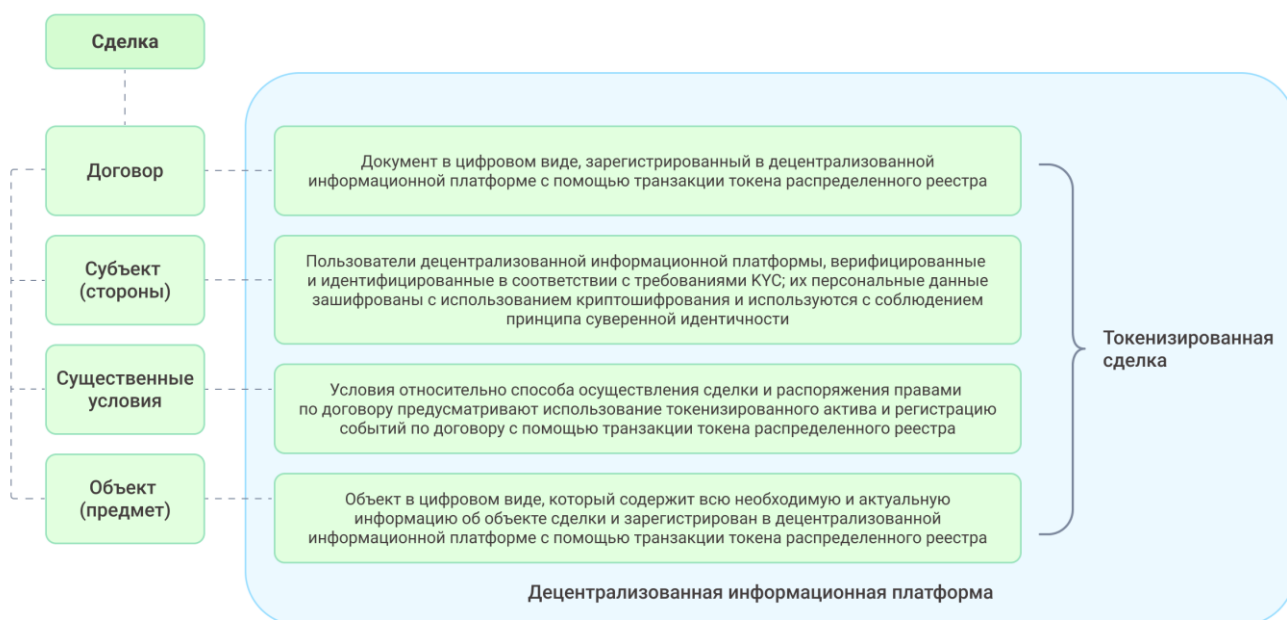 Сделка
Договор
Документ в цифровом виде, зарегистрированный в децентрализованной
информационной платформе с помощью транзакции токена распределенного реестра
Субъект
(стороны)
Пользователи децентрализованной информационной платформы, верифицированные
и идентифицированные в соответствии с требованиями KYC; их персональные данные
зашифрованы с использованием криптошифрования и используются с соблюдением
принципа суверенной идентичности
Токенизированная
сделка
Существенные
условия
Условия относительно способа осуществления сделки и распоряжения правами
по договору предусматривают использование токенизированного актива и регистрацию
событий по договору с помощью транзакции токена распределенного реестра
Объект
(предмет)
Объект в цифровом виде, который содержит всю необходимую и актуальную
информацию об объекте сделки и зарегистрирован в децентрализованной
информационной платформе с помощью транзакции токена распределенного реестра
Децентрализованная информационная платформа